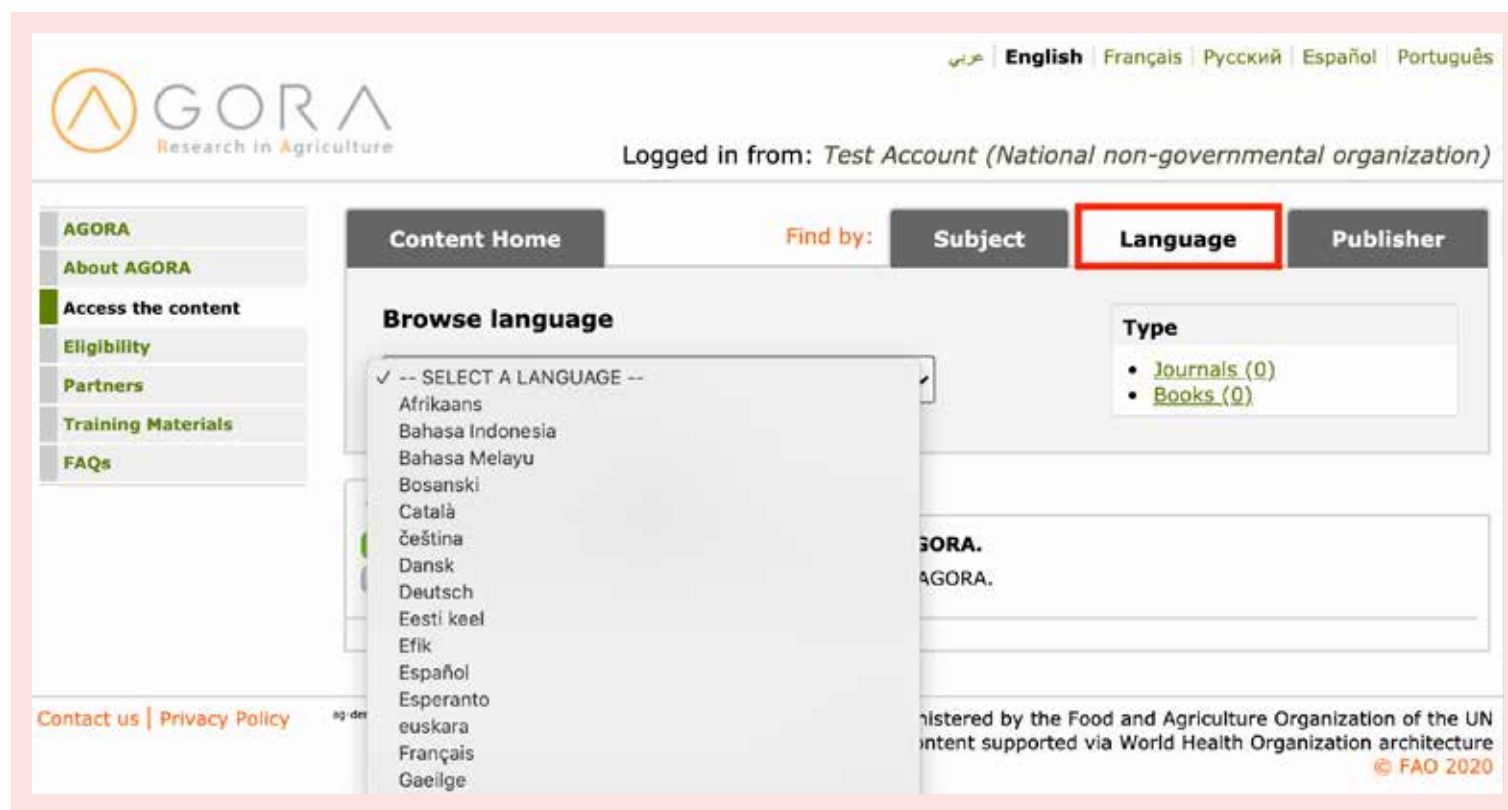 عربي | English | Français | Русский | Español | Português
AGORA
Research in Agriculture
Logged in from: Test Account (National non-governmental organization)
AGORA
About AGORA
Access the content
Eligibility
Partners
Training Materials
FAQs
Content Home
Find by:
Subject
Language
Publisher
Browse language
✓ -- SELECT A LANGUAGE --
Afrikaans
Bahasa Indonesia
Bahasa Melayu
Bosanski
Català
čeština
Dansk
Deutsch
Eesti keel
Efik
Español
Esperanto
euskara
Français
Gaeilge
Type
• Journals (0)
• Books (0)
GORA.
AGORA.
Contact us | Privacy Policy
ag-der
nistered by the Food and Agriculture Organization of the UN
ontent supported via World Health Organization architecture
© FAO 2020